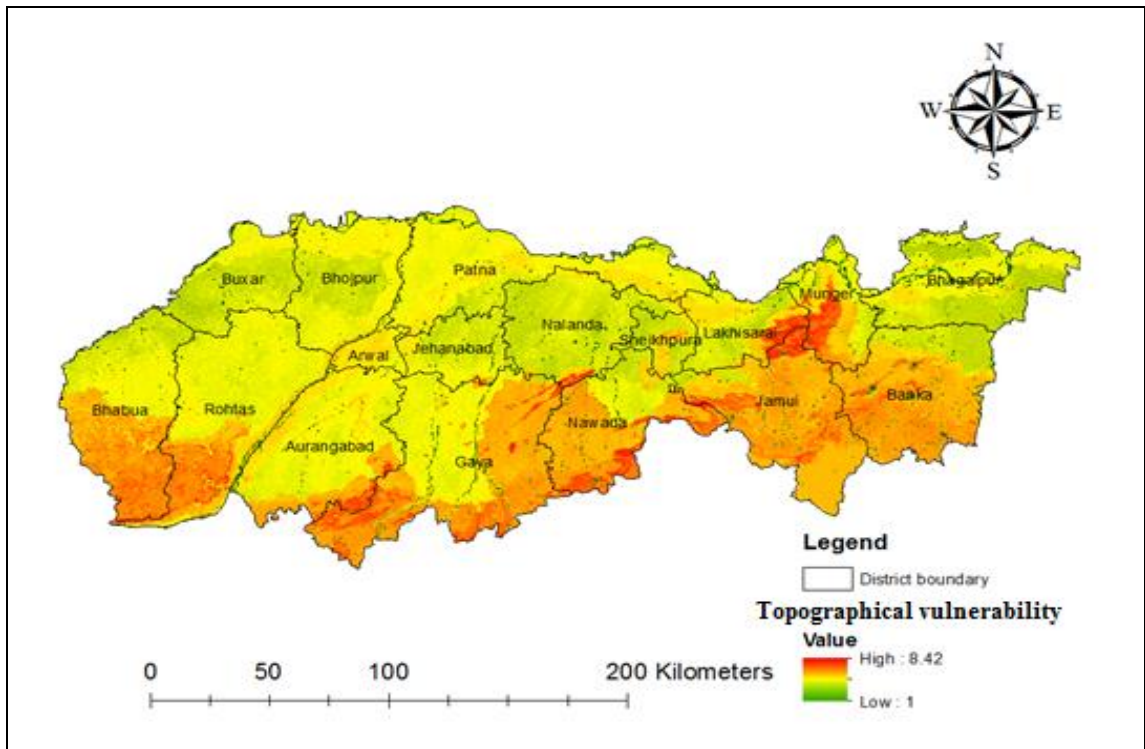 N
W E
S
Buxar
Bhojpur
Patna
Bhagalpur
Munger
Nalanda
Sheikhpura
Lakhisarai
Arwal
Jehanabad
Bhabua
Rohtas
Jamui
Banka
Nawada
Aurangabad
Gaya
Legend
District boundary
Topographical vulnerability
Value
High : 8.42
Low : 1
0 50 100 200 Kilometers